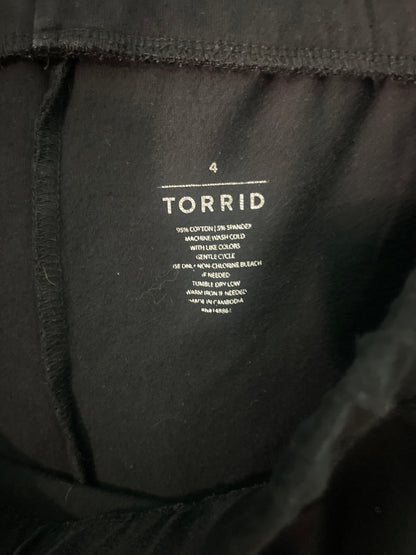 4
TORRID
95% COTTON | 5% SPANDEX
MACHINE WASH COLD
WITH LIKE COLORS
GENTLE CYCLE
USE ONLY NON-CHLORINE BLEACH
IF NEEDED
TUMBLE DRY LOW
WARM IRON IF NEEDED
MADE IN CAMBODIA